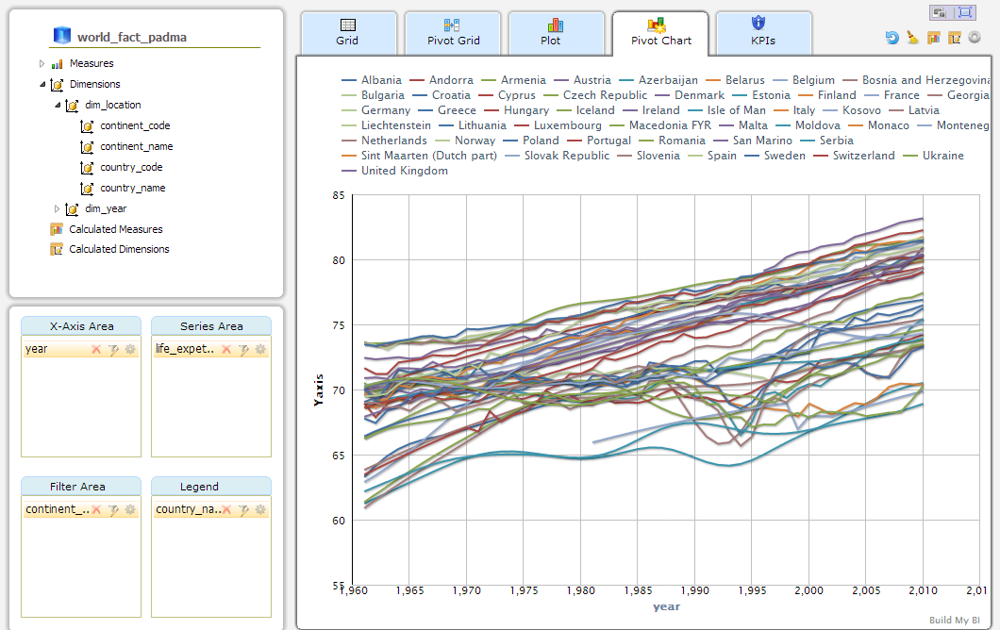 world_fact_padma
Measures
Dimensions
dim_location
continent_code
continent_name
country_code
country_name
dim_year
Calculated Measures
Calculated Dimensions
X-Axis Area
Series Area
year
life_expet..
Filter Area
Legend
continent_..
country_na..
Grid
Pivot Grid
Plot
Pivot Chart
KPIs
Albania Andorra Armenia Austria Azerbaijan Belarus Belgium Bosnia and Herzegovina
Bulgaria Croatia Cyprus Czech Republic Denmark Estonia Finland France Georgia
Germany Greece Hungary Iceland Ireland Isle of Man Italy Kosovo Latvia
Liechtenstein Lithuania Luxembourg Macedonia FYR Malta Moldova Monaco Monteneg
Netherlands Norway Poland Portugal Romania San Marino Serbia
Sint Maarten (Dutch part) Slovak Republic Slovenia Spain Sweden Switzerland Ukraine
United Kingdom
85
80
75
70
65
60
55
Yaxis
1,960 1,965 1,970 1,975 1,980 1,985 1,990 1,995 2,000 2,005 2,010 2,01
year
Build My BI